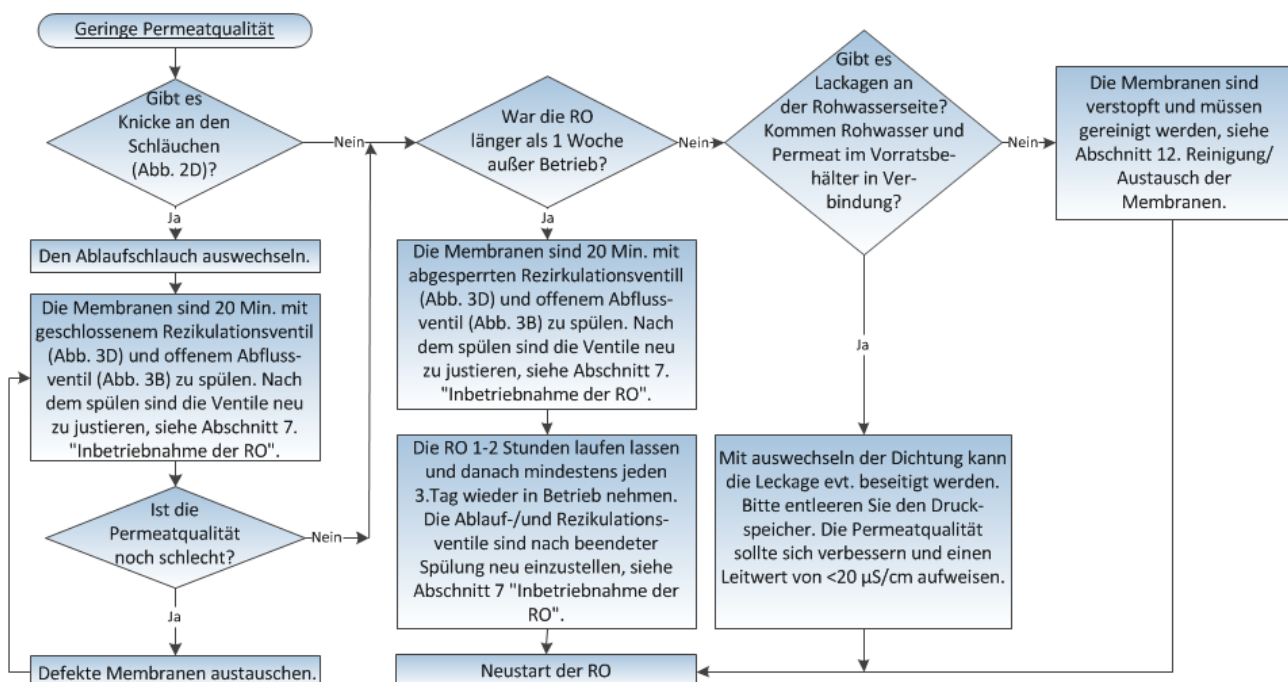 Geringe Permeatqualität
Gibt es
Knicke an den
Schläuchen
(Abb. 2D)?
Nein
Ja
Den Ablaufschlauch auswechseln.
Die Membranen sind 20 Min. mit
geschlossenem Rezikulationsventil
(Abb. 3D) und offenem Abfluss-
ventil (Abb. 3B) zu spülen. Nach
dem spülen sind die Ventile neu
zu justieren, siehe Abschnitt 7.
"Inbetriebnahme der RO".
Ist die
Permeatqualität
noch schlecht?
Nein
Ja
Defekte Membranen austauschen.
War die RO
länger als 1 Woche
außer Betrieb?
Nein
Ja
Die Membranen sind 20 Min. mit
abgesperrten Rezirkulationsventill
(Abb. 3D) und offenem Abfluss-
ventil (Abb. 3B) zu spülen. Nach
dem spülen sind die Ventile neu
zu justieren, siehe Abschnitt 7.
"Inbetriebnahme der RO".
Die RO 1-2 Stunden laufen lassen
und danach mindestens jeden
3.Tag wieder in Betrieb nehmen.
Die Ablauf-/und Rezikulations-
ventile sind nach beendeter
Spülung neu einzustellen, siehe
Abschnitt 7 "Inbetriebnahme der
RO".
Neustart der RO
Gibt es
Lackagen an
der Rohwasserseite?
Kommen Rohwasser und
Permeat im Vorratsbe-
hälter in Ver-
bindung?
Nein
Ja
Mit auswechseln der Dichtung kann
die Leckage evt. beseitigt werden.
Bitte entleeren Sie den Druck-
speicher. Die Permeatqualität
sollte sich verbessern und einen
Leitwert von <20 µS/cm aufweisen.
Die Membranen sind
verstopft und müssen
gereinigt werden, siehe
Abschnitt 12. Reinigung/
Austausch der
Membranen.